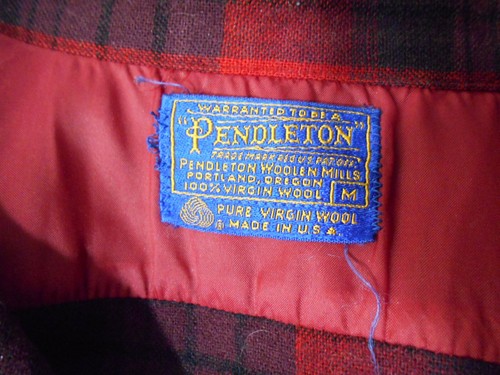 WARRANTED TO BE A
"PENDLETON"
TRADE MARK REG. U.S. PAT. OFF.
PENDLETON WOOLEN MILLS
PORTLAND, OREGON
100% VIRGIN WOOL M
PURE VIRGIN WOOL
MADE IN U.S.A.